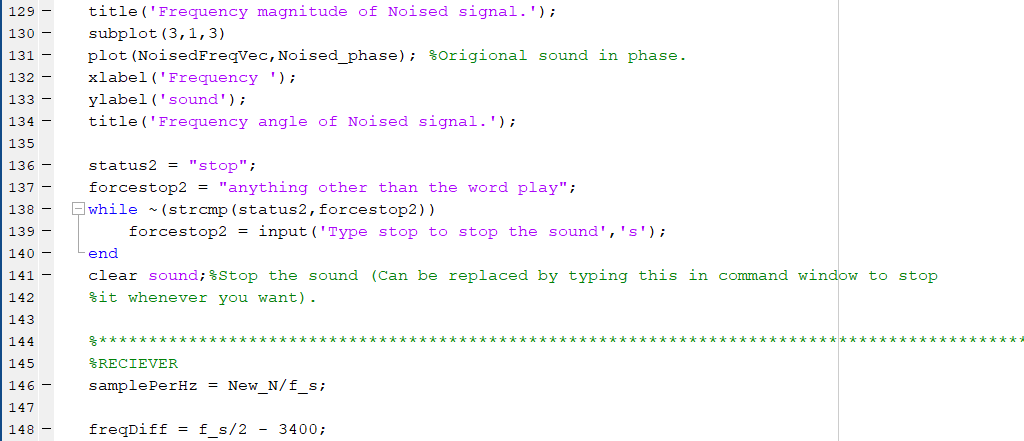 129 – title('Frequency magnitude of Noised signal.');
130 – subplot(3,1,3)
131 – plot(NoisedFreqVec,Noised_phase); %Origional sound in phase.
132 – xlabel('Frequency ');
133 – ylabel('sound');
134 – title('Frequency angle of Noised signal.');
135
136 – status2 = "stop";
137 – forcestop2 = "anything other than the word play";
138 – while ~(strcmp(status2,forcestop2))
139 – forcestop2 = input('Type stop to stop the sound','s');
140 – end
141 – clear sound;%Stop the sound (Can be replaced by typing this in command window to stop
142 %it whenever you want).
143
144 %*********************************************************************************************
145 %RECIEVER
146 – samplePerHz = New_N/f_s;
147
148 – freqDiff = f_s/2 - 3400;